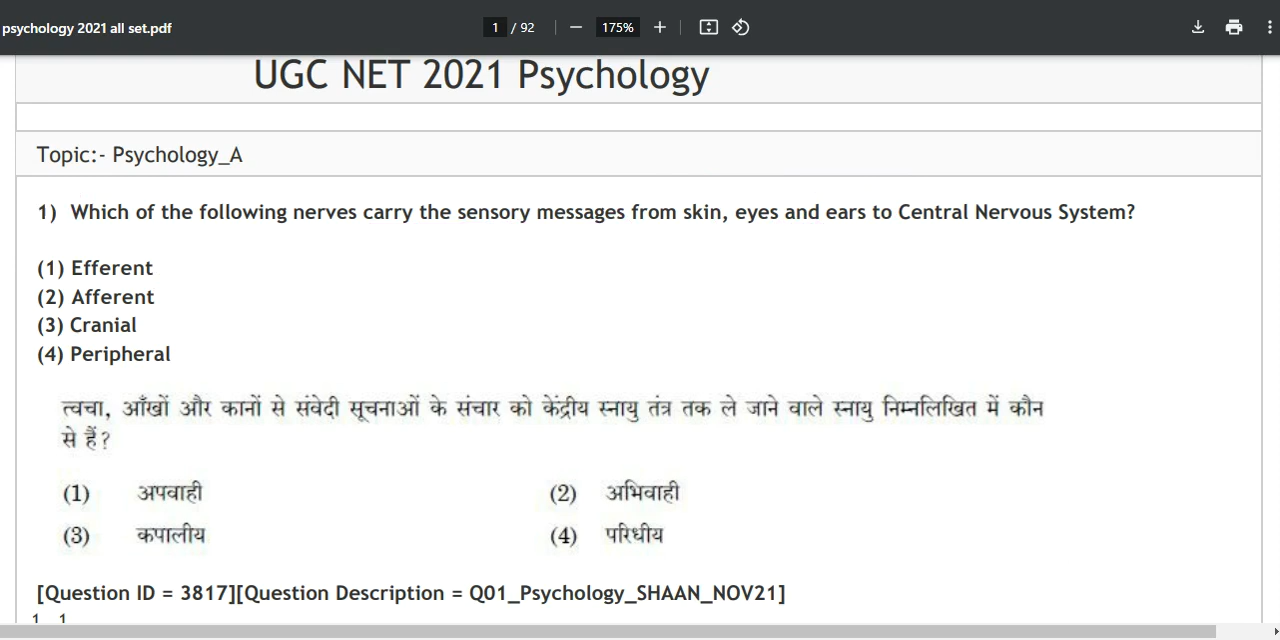 psychology 2021 all set.pdf
1 / 92
175%
UGC NET 2021 Psychology
Topic:- Psychology_A
1) Which of the following nerves carry the sensory messages from skin, eyes and ears to Central Nervous System?
(1) Efferent
(2) Afferent
(3) Cranial
(4) Peripheral
त्वचा, आँखों और कानों से संवेदी सूचनाओं के संचार को केंद्रीय स्नायु तंत्र तक ले जाने वाले स्नायु निम्नलिखित में कौन
से हैं?
(1) अपवाही (2) अभिवाही
(3) कपालीय (4) परिधीय
[Question ID = 3817][Question Description = Q01_Psychology_SHAAN_NOV21]
1. 1